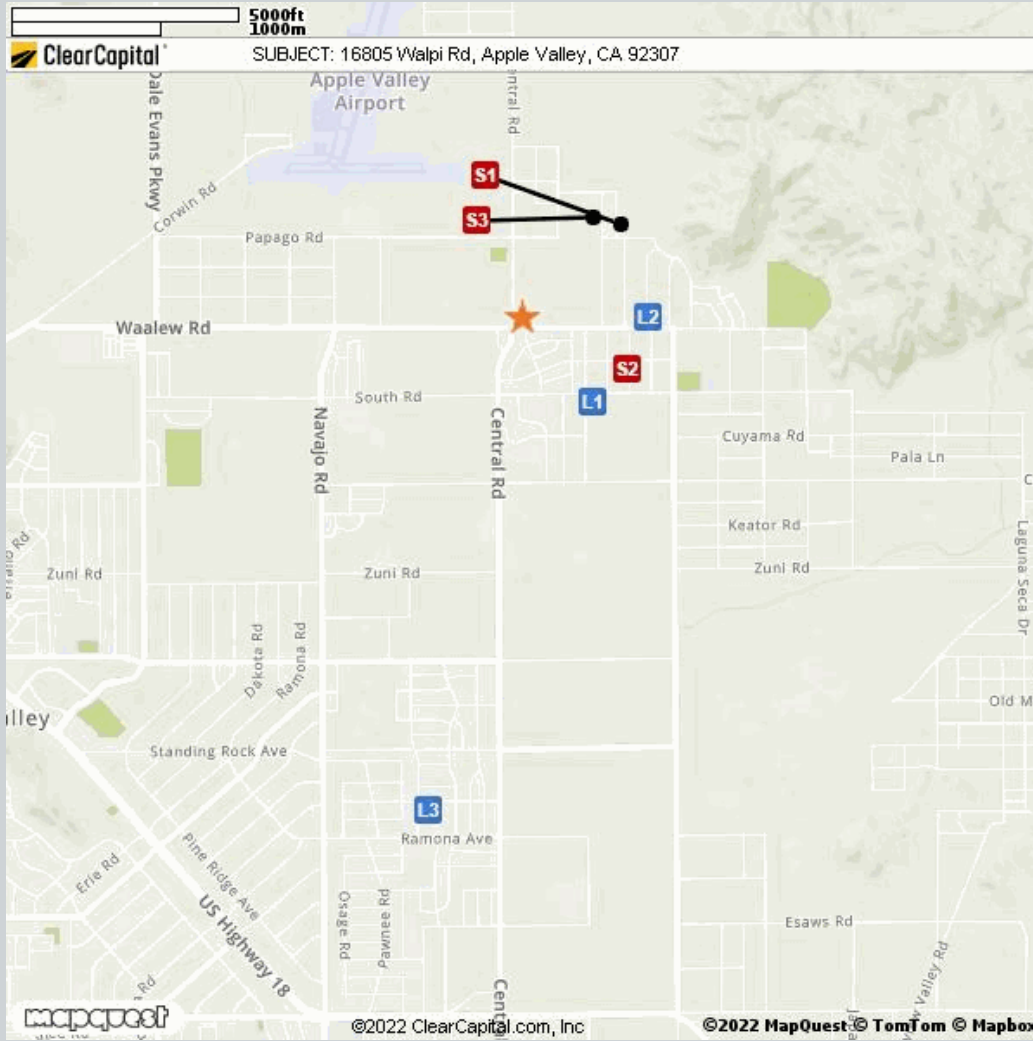 5000ft
1000m
ClearCapital
SUBJECT: 16805 Walpi Rd, Apple Valley, CA 92307
Dale Evans Pkwy
Apple Valley
Airport
entral Rd
S1
Corwin Rd
S3
Papago Rd
Waalew Rd
L2
S2
South Rd
L1
Navajo Rd
Central Rd
Cuyama Rd
Pala Ln
C
Keator Rd
Laguna Seca Dr
Zuni Rd
Zuni Rd
Zuni Rd
Dakota Rd
Ramona Rd
Old M
alley
Standing Rock Ave
L3
Ramona Ave
Pine Ridge Ave
Erie Rd
US Highway 18
Osage Rd
Pawnee Rd
Esaws Rd
Valley Rd
Rd
Central
mapquest
©2022 ClearCapital.com, Inc
©2022 MapQuest © TomTom © Mapbox